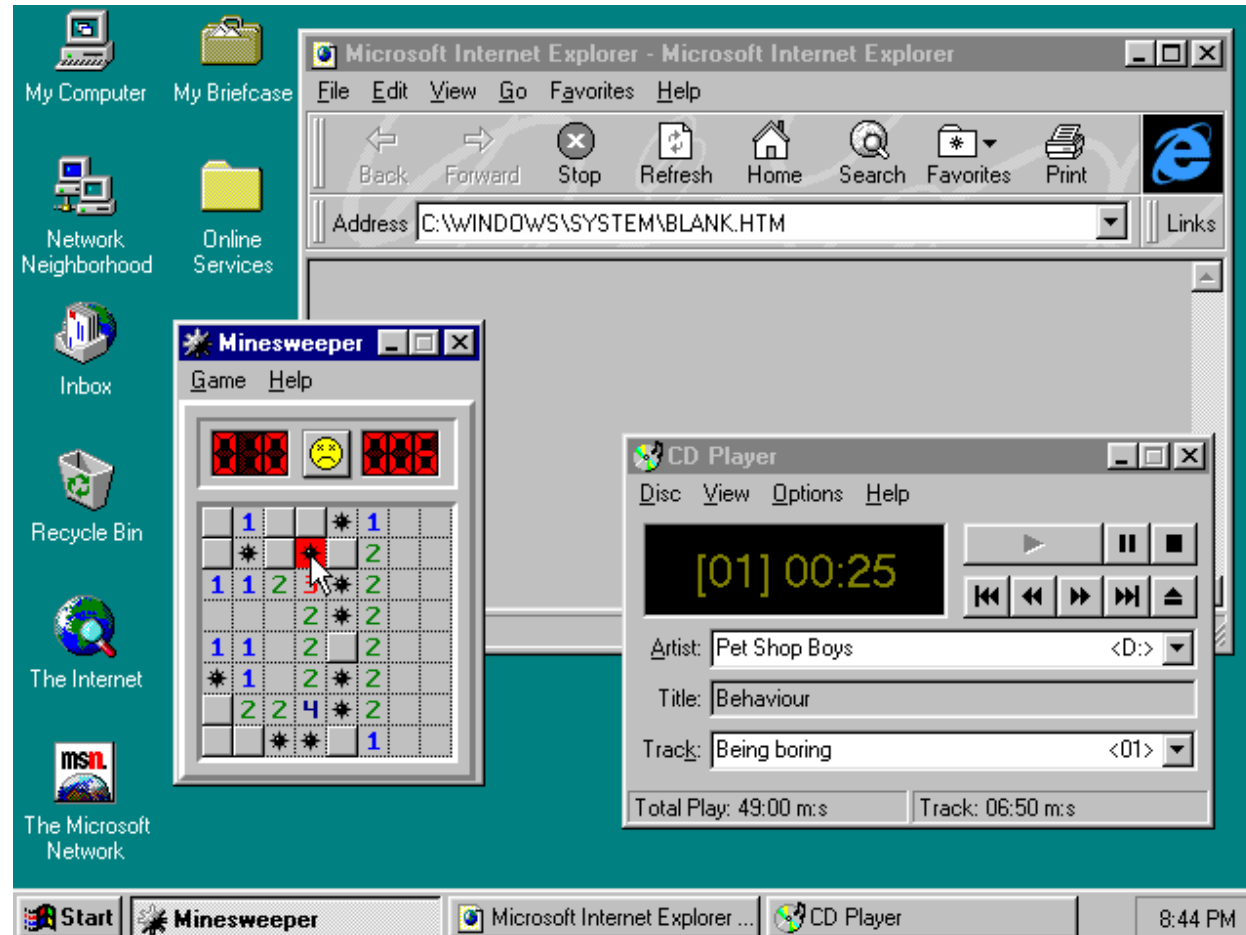 My Computer
My Briefcase
Network
Neighborhood
Online
Services
Inbox
Recycle Bin
The Internet
msn.
The Microsoft
Network
Microsoft Internet Explorer - Microsoft Internet Explorer
File Edit View Go Favorites Help
Back Forward Stop Refresh Home Search Favorites Print
Address C:\WINDOWS\SYSTEM\BLANK.HTM Links
Minesweeper
Game Help
010 005
1 1
2
1 1 2 3 2
2 2
1 1 2 2
1 2 2
2 2 4 2
1
CD Player
Disc View Options Help
[01] 00:25
Artist: Pet Shop Boys <D:>
Title: Behaviour
Track: Being boring <01>
Total Play: 49:00 m:s Track: 06:50 m:s
Start Minesweeper Microsoft Internet Explorer ... CD Player 8:44 PM